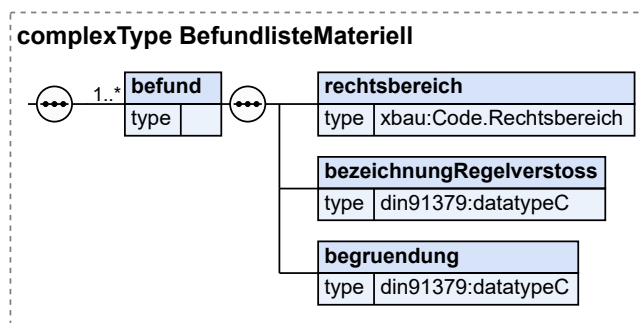 complexType BefundlisteMateriell
1..* befund
type
rechtsbereich
type xbau:Code.Rechtsbereich
bezeichnungRegelverstoss
type din91379:datatypeC
begruendung
type din91379:datatypeC